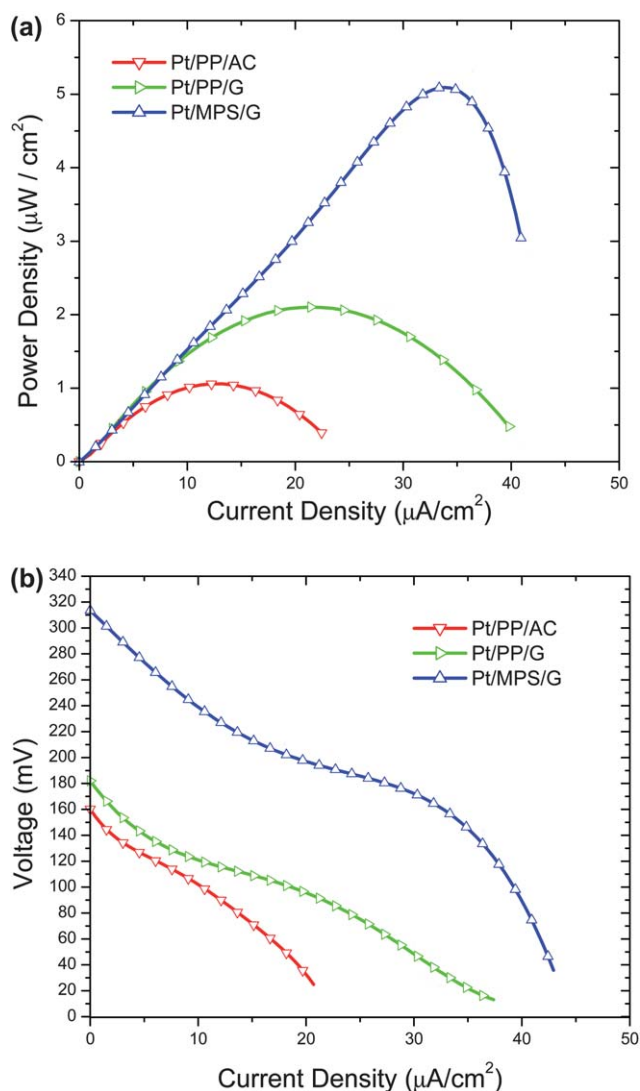 (a)
6
5
4
3
2
1
0
Power Density (μW / cm²)
Pt/PP/AC
Pt/PP/G
Pt/MPS/G
0 10 20 30 40 50
Current Density (μA/cm²)
(b)
340
320
300
280
260
240
220
200
180
160
140
120
100
80
60
40
20
0
Voltage (mV)
Pt/PP/AC
Pt/PP/G
Pt/MPS/G
0 10 20 30 40 50
Current Density (μA/cm²)